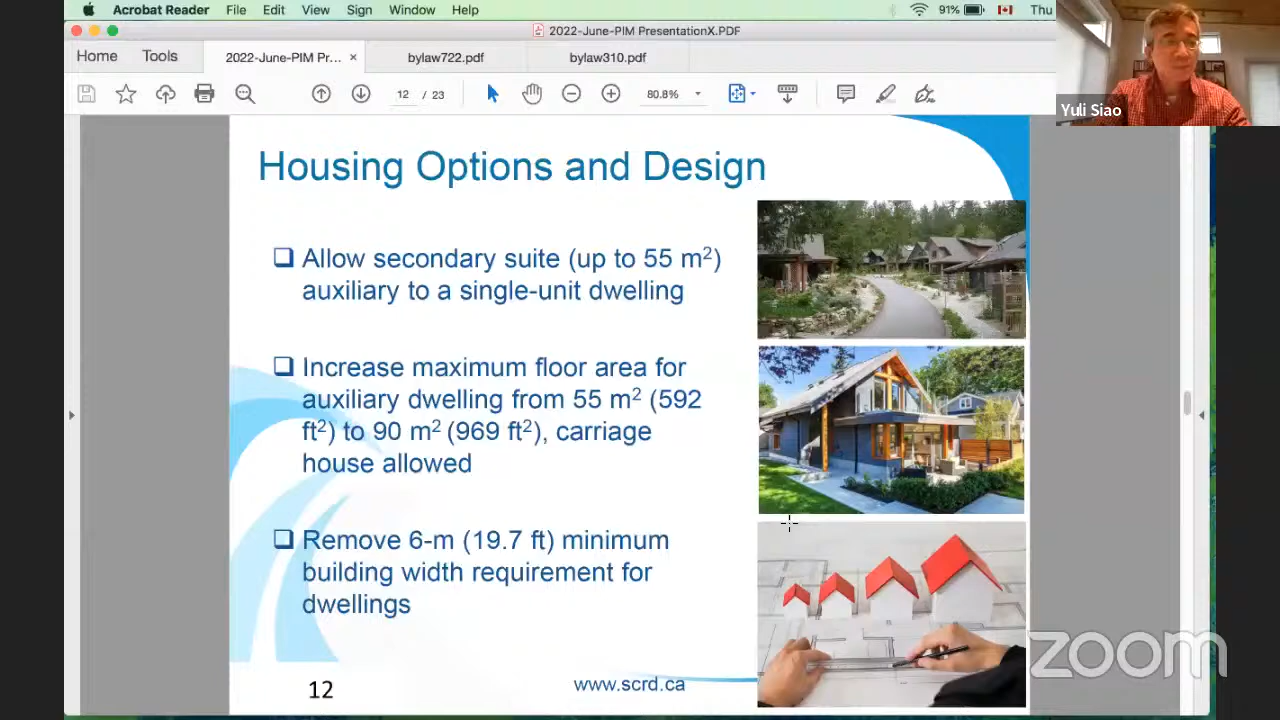 Acrobat Reader File Edit View Sign Window Help 91% Thu
2022-June-PIM PresentationX.PDF
Home Tools 2022-June-PIM Pr... × bylaw722.pdf bylaw310.pdf
12 / 23 80.8%
Yuli Siao
Housing Options and Design
Allow secondary suite (up to 55 m²)
auxiliary to a single-unit dwelling
Increase maximum floor area for
auxiliary dwelling from 55 m² (592
ft²) to 90 m² (969 ft²), carriage
house allowed
Remove 6-m (19.7 ft) minimum
building width requirement for
dwellings
12
www.scrd.ca
zoom